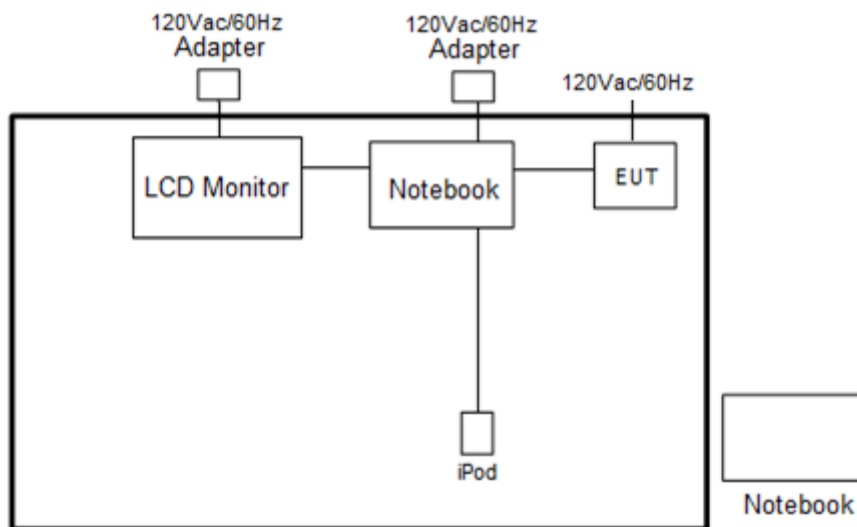 120Vac/60Hz
Adapter
120Vac/60Hz
Adapter
120Vac/60Hz
LCD Monitor
Notebook
EUT
iPod
Notebook